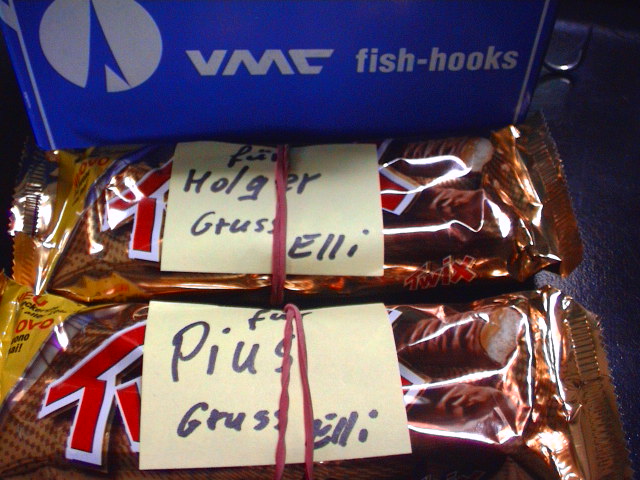 VMC fish-hooks
für
Holger
Gruss Elli
Twix
für
Pius
Gruss Elli